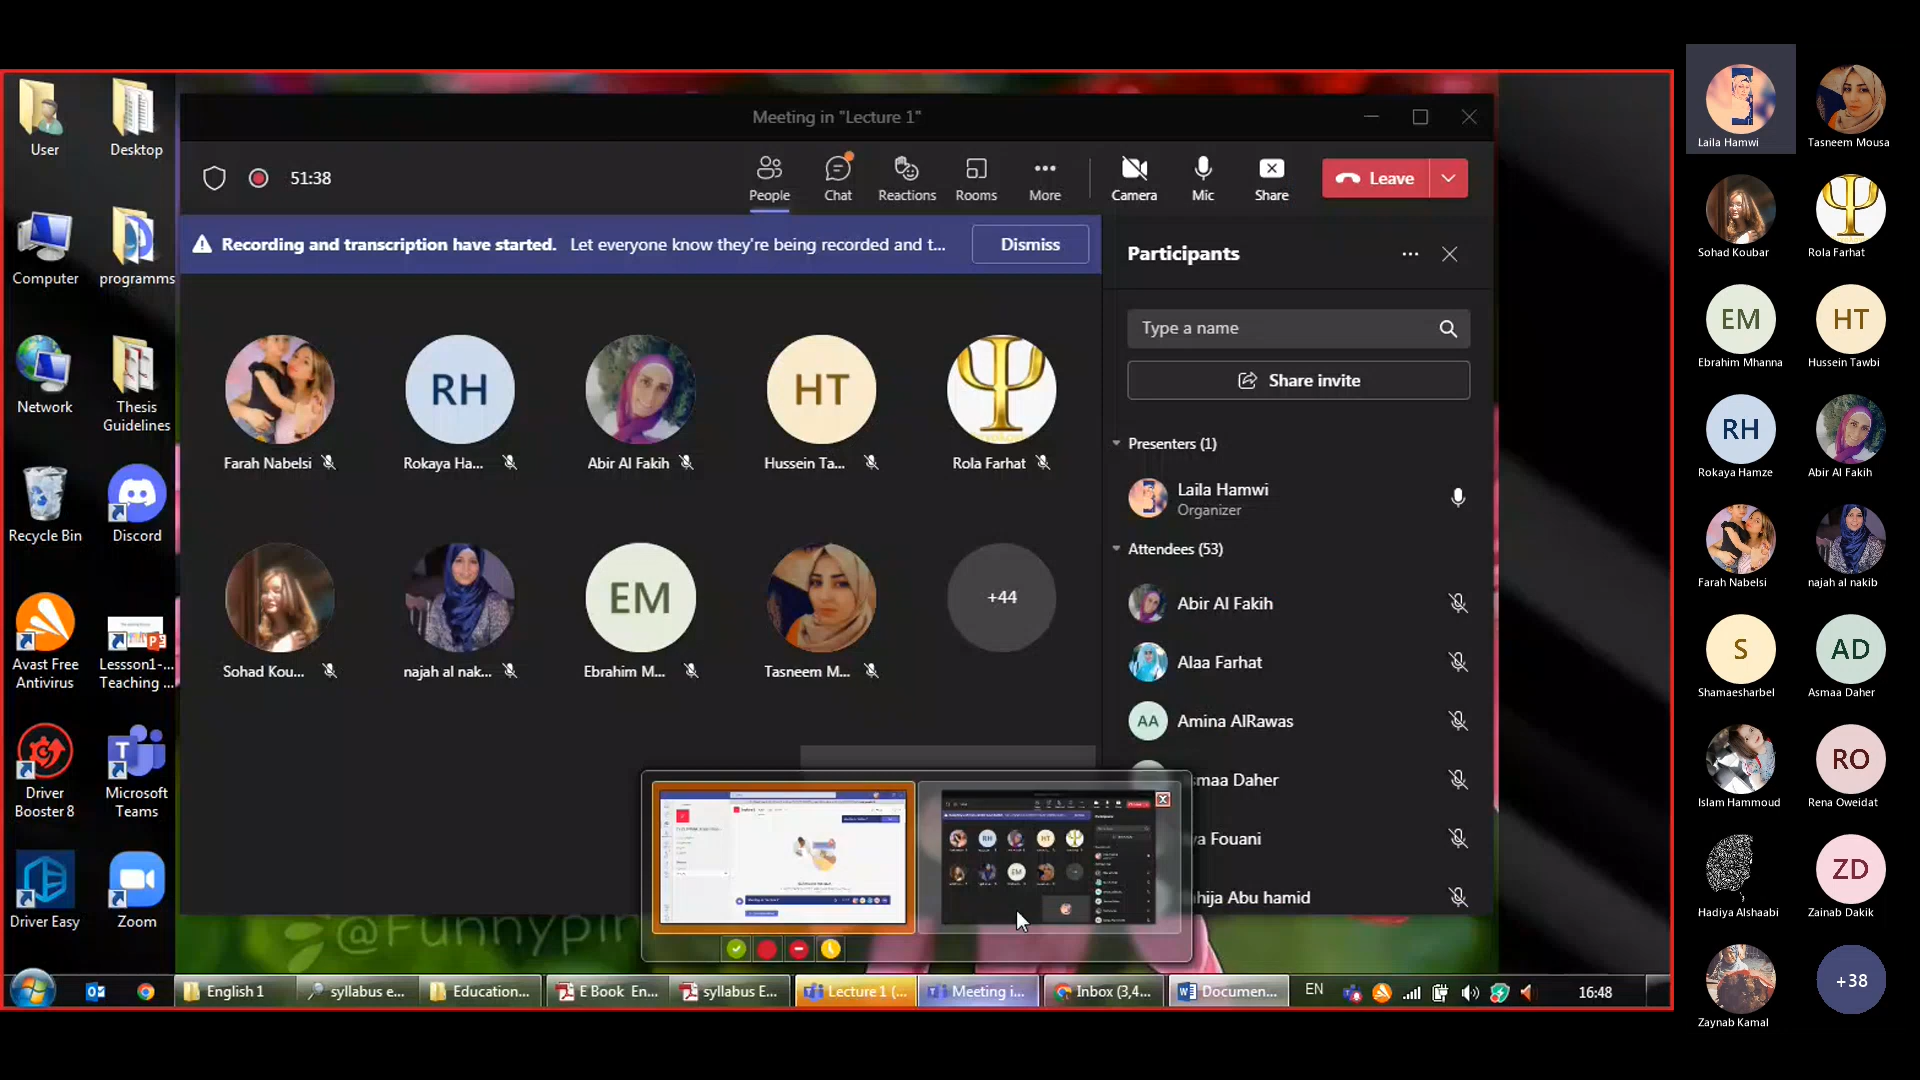 Meeting in "Lecture 1"
51:38
People
Chat
Reactions
Rooms
More
Camera
Mic
Share
Leave
Recording and transcription have started. Let everyone know they're being recorded and t...
Dismiss
Farah Nabelsi
Rokaya Ha...
Abir Al Fakih
Hussein Ta...
Rola Farhat
Sohad Kou...
najah al nak...
Ebrahim M...
Tasneem M...
+44
RH
HT
EM
Participants
Type a name
Share invite
Presenters (1)
Laila Hamwi
Organizer
Attendees (53)
Abir Al Fakih
Alaa Farhat
AA
Amina AlRawas
maa Daher
a Fouani
hija Abu hamid
User
Desktop
Computer
programms
Network
Thesis
Guidelines
Recycle Bin
Discord
Avast Free
Antivirus
Lessson1-...
Teaching ...
Driver
Booster 8
Microsoft
Teams
Driver Easy
Zoom
@Funnypin
English 1
syllabus e...
Education...
E Book En...
syllabus E...
Lecture 1 (...
Meeting i...
Inbox (3,4...
Documen...
EN
16:48
Laila Hamwi
Tasneem Mousa
Sohad Koubar
Rola Farhat
EM
HT
Ebrahim Mhanna
Hussein Tawbi
RH
Rokaya Hamze
Abir Al Fakih
Farah Nabelsi
najah al nakib
S
AD
Shamaesharbel
Asmaa Daher
RO
Islam Hammoud
Rena Oweidat
ZD
Hadiya Alshaabi
Zainab Dakik
+38
Zaynab Kamal